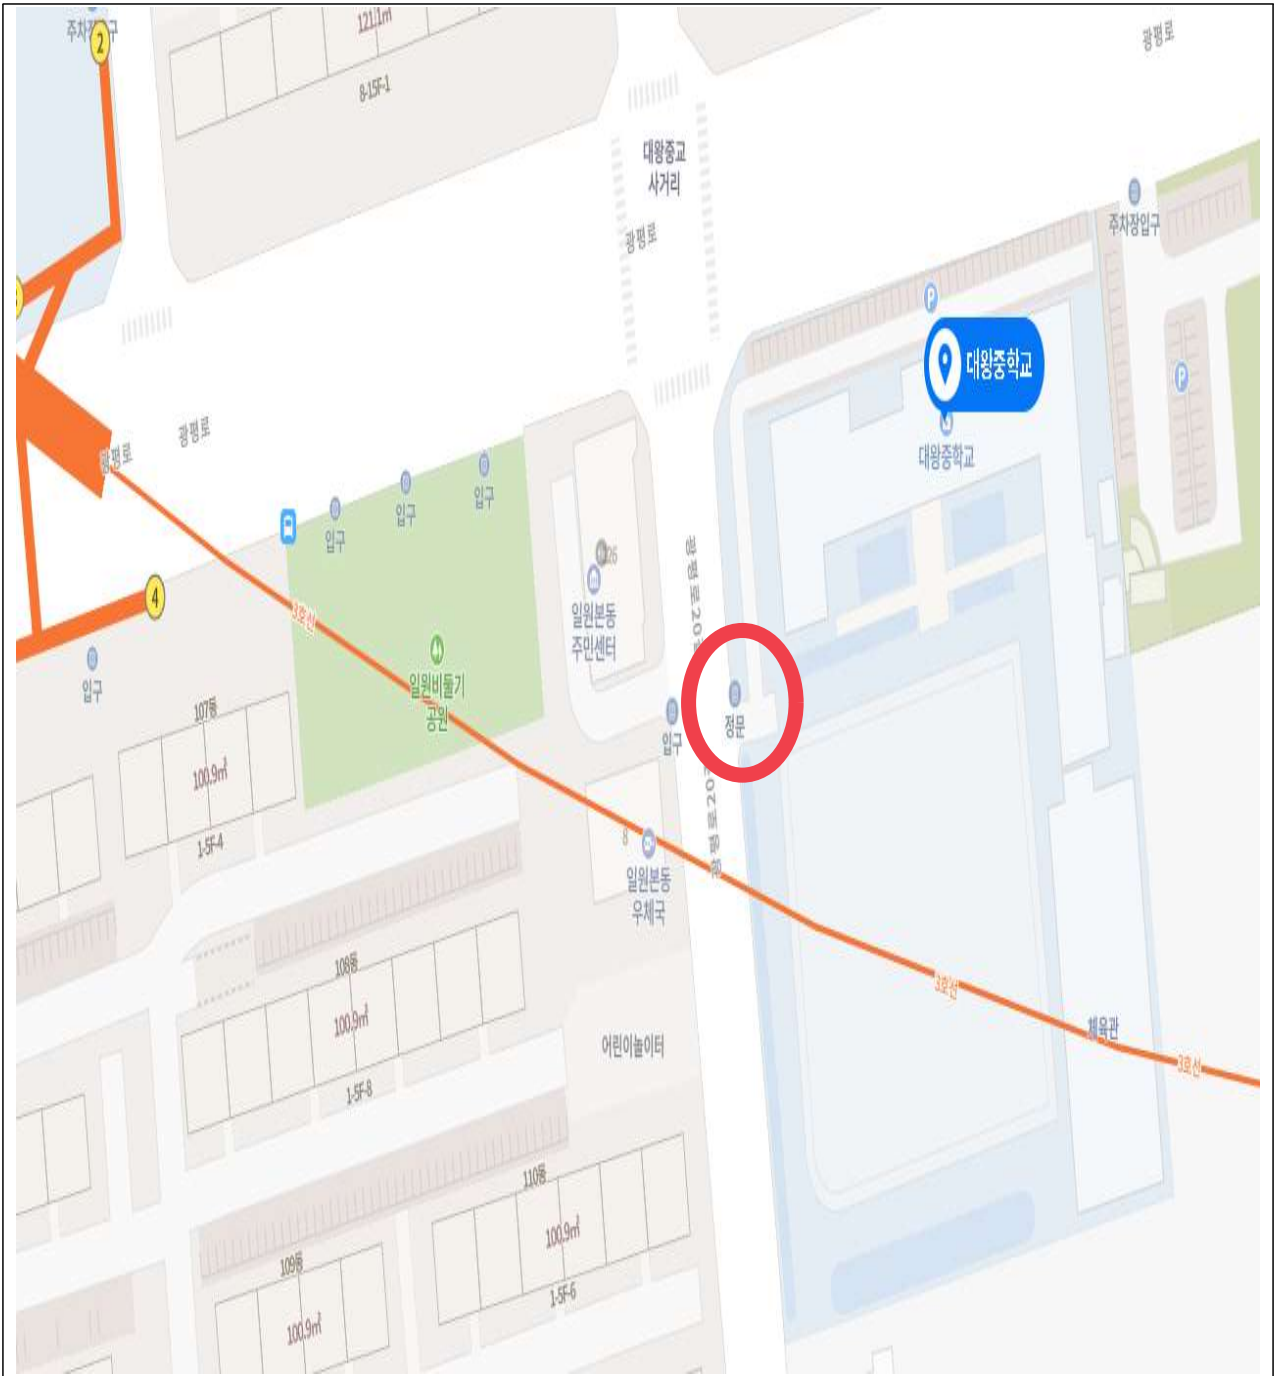 주차장입구
2
121.1㎡
8-15F-1
광평로
대왕중교
사거리
광평로
주차장입구
P
대왕중학교
P
대왕중학교
광평로
광평로
입구
입구
입구
4
3호선
입구
26
일원본동
주민센터
광평로20길
일원비둘기
공원
107동
100.9㎡
1-5F-4
입구
정문
광평로20길
8
일원본동
우체국
108동
100.9㎡
1-5F-8
3호선
체육관
3호선
어린이놀이터
110동
100.9㎡
1-5F-6
109동
100.9㎡